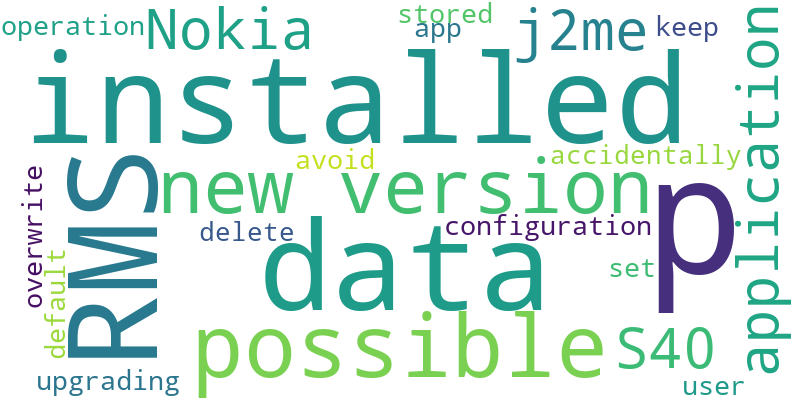 operation
Nokia
stored
app
j2me
keep
application
installed
RMS
avoid
accidentally
new version
p
overwrite
default
delete
configuration
data
set
possible
S40
upgrading
user